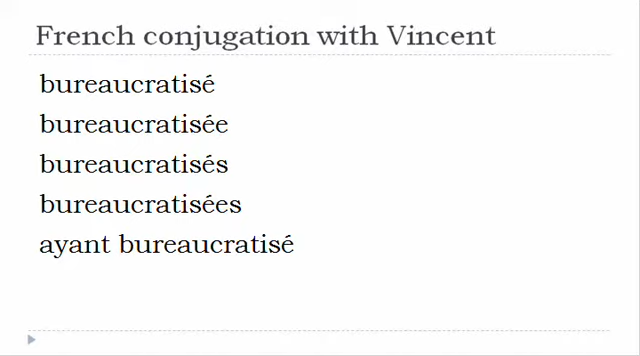 French conjugation with Vincent
bureaucratisé
bureaucratisée
bureaucratisés
bureaucratisées
ayant bureaucratisé